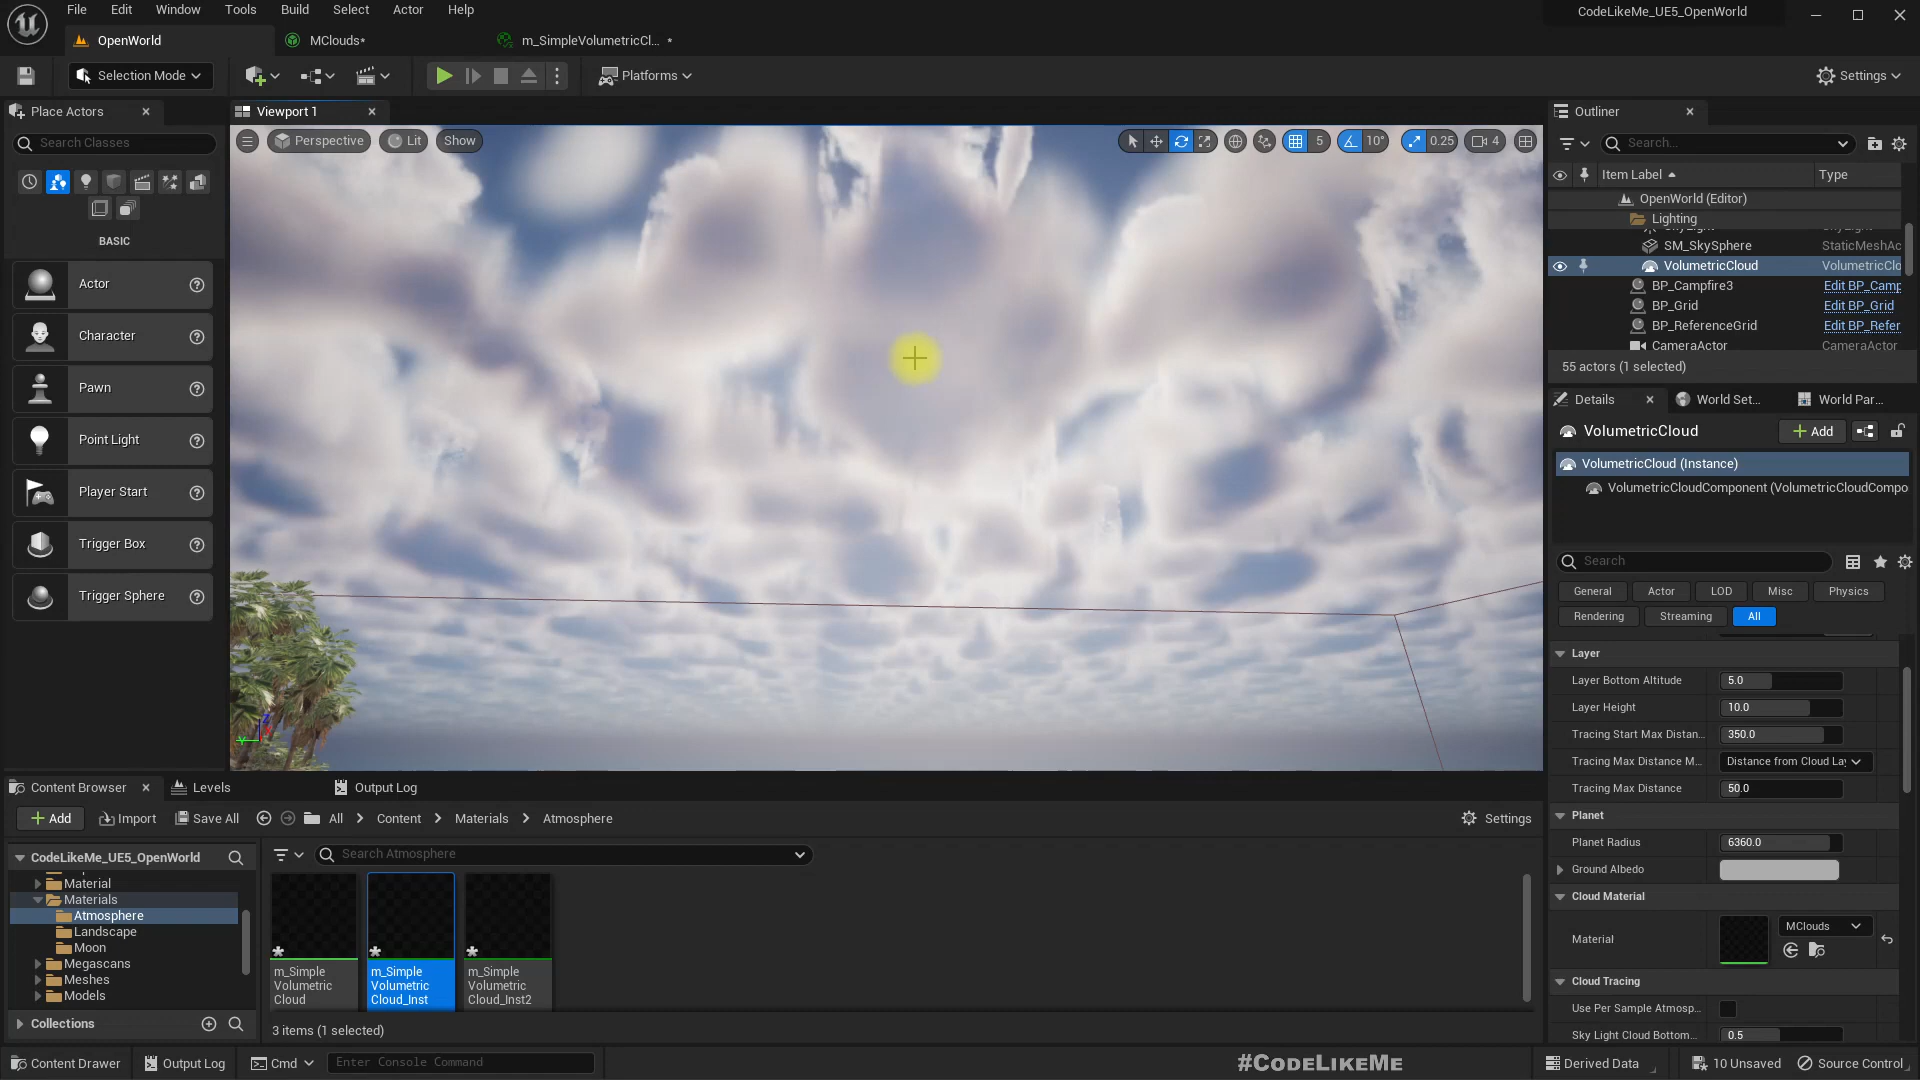 File Edit Window Tools Build Select Actor Help
CodeLikeMe_UE5_OpenWorld
OpenWorld
MClouds*
m_SimpleVolumetricCl... *
Selection Mode
Platforms
Settings
Place Actors
Search Classes
BASIC
Actor
Character
Pawn
Point Light
Player Start
Trigger Box
Trigger Sphere
Viewport 1
Perspective Lit Show
5 10° 0.25 4
Outliner
Search...
Item Label Type
OpenWorld (Editor)
Lighting
SM_SkySphere StaticMeshAc
VolumetricCloud VolumetricClo
BP_Campfire3 Edit BP_Camp
BP_Grid Edit BP_Grid
BP_ReferenceGrid Edit BP_Refer
CameraActor CameraActor
55 actors (1 selected)
Details World Set... World Par...
VolumetricCloud Add
VolumetricCloud (Instance)
VolumetricCloudComponent (VolumetricCloudCompo
Search
General Actor LOD Misc Physics
Rendering Streaming All
Layer
Layer Bottom Altitude 5.0
Layer Height 10.0
Tracing Start Max Distan... 350.0
Tracing Max Distance M... Distance from Cloud Lay
Tracing Max Distance 50.0
Planet
Planet Radius 6360.0
Ground Albedo
Cloud Material
Material MClouds
Cloud Tracing
Use Per Sample Atmosp...
Sky Light Cloud Bottom... 0.5
Content Browser Levels Output Log
Add Import Save All All Content Materials Atmosphere Settings
CodeLikeMe_UE5_OpenWorld
Search Atmosphere
Material
Materials
Atmosphere
Landscape
Moon
Megascans
Meshes
Models
Collections
m_Simple
Volumetric
Cloud
m_Simple
Volumetric
Cloud_Inst
m_Simple
Volumetric
Cloud_Inst2
3 items (1 selected)
Content Drawer Output Log Cmd Enter Console Command
#CodeLikeMe
Derived Data 10 Unsaved Source Control